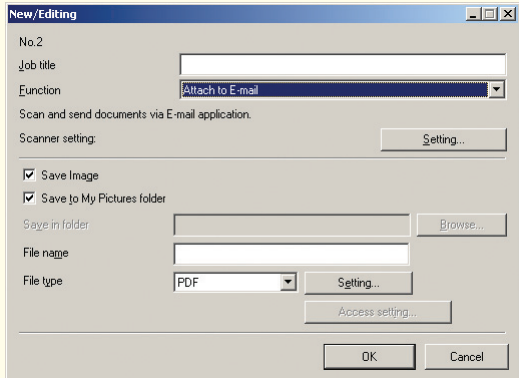 New/Editing
No.2
Job title
Function Attach to E-mail
Scan and send documents via E-mail application.
Scanner setting: Setting...
Save Image
Save to My Pictures folder
Save in folder Browse...
File name
File type PDF Setting...
Access setting...
OK Cancel